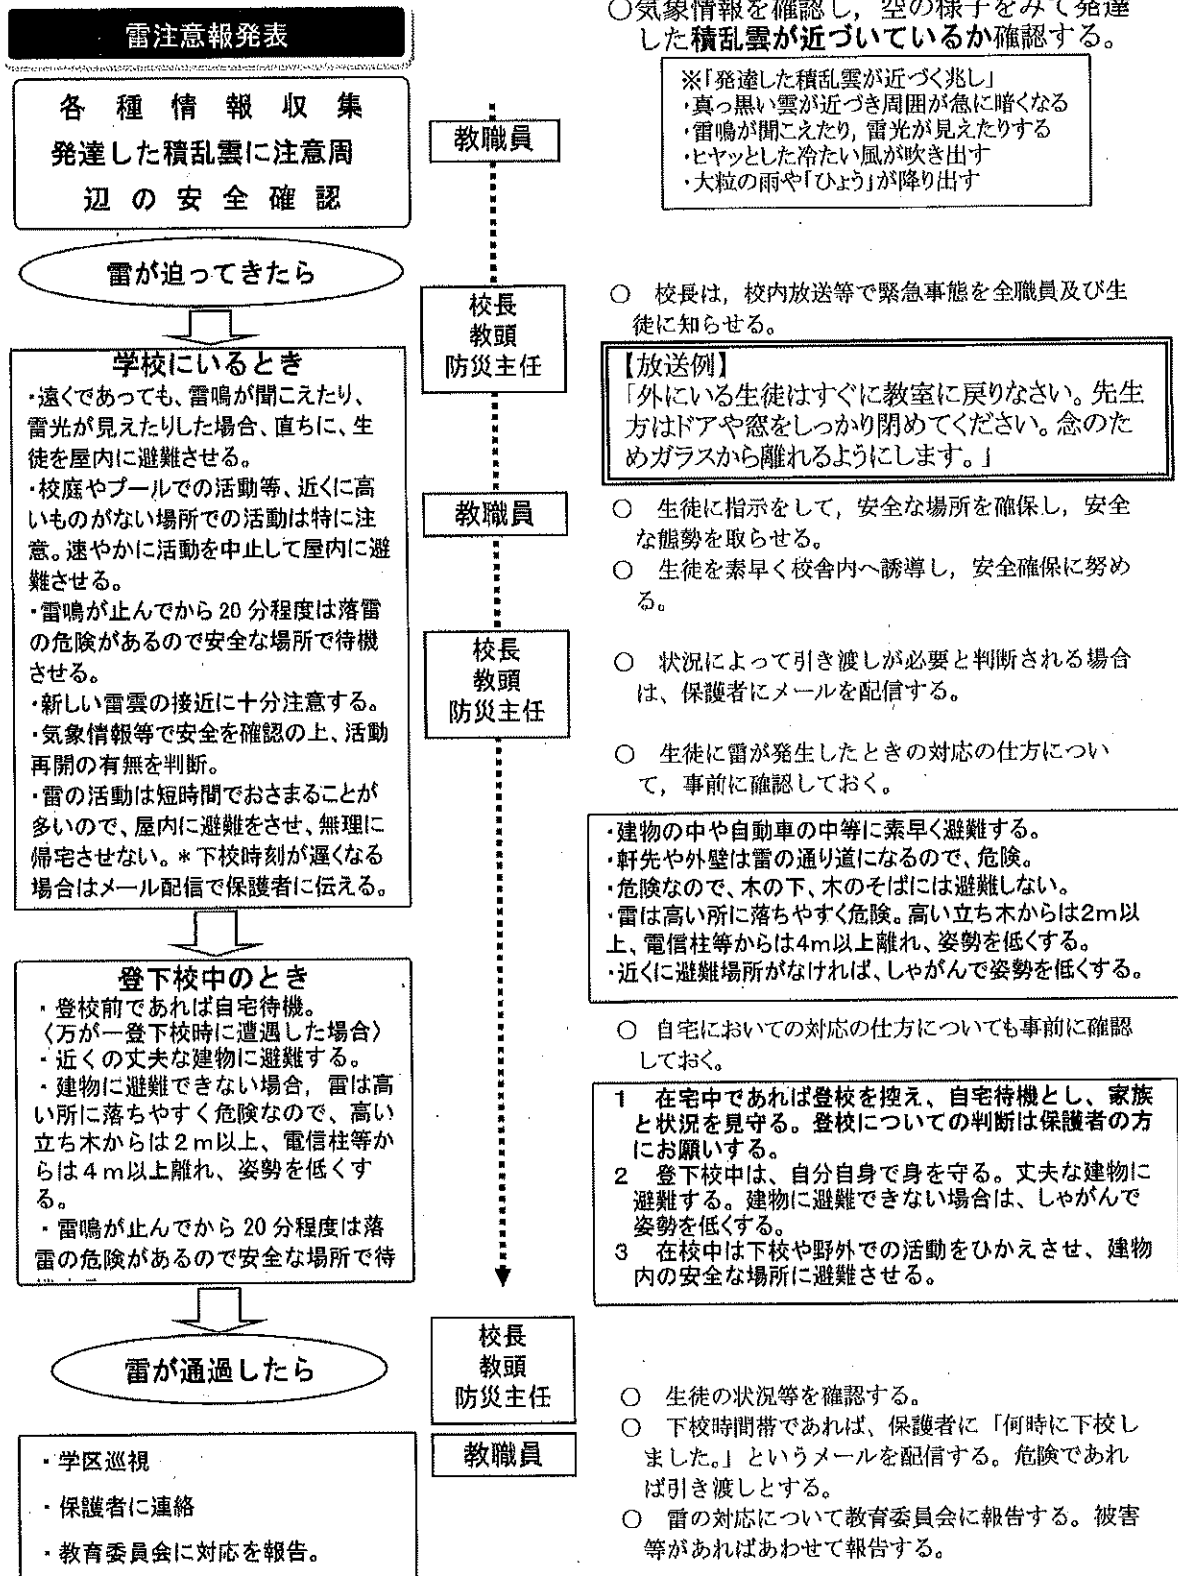 雷注意報発表
各種情報収集
発達した積乱雲に注意周
辺の安全確認
雷が迫ってきたら
学校にいるとき
・遠くであっても、雷鳴が聞こえたり、
雷光が見えたりした場合、直ちに、生
徒を屋内に避難させる。
・校庭やプールでの活動等、近くに高
いものがない場所での活動は特に注
意。速やかに活動を中止して屋内に避
難させる。
・雷鳴が止んでから20分程度は落雷
の危険があるので安全な場所で待機
させる。
・新しい雷雲の接近に十分注意する。
・気象情報等で安全を確認の上、活動
再開の有無を判断。
・雷の活動は短時間でおさまることが
多いので、屋内に避難をさせ、無理に
帰宅させない。＊下校時刻が遅くなる
場合はメール配信で保護者に伝える。
登下校中のとき
・登校前であれば自宅待機。
〈万が一登下校時に遭遇した場合〉
・近くの丈夫な建物に避難する。
・建物に避難できない場合，雷は高
い所に落ちやすく危険なので、高い
立ち木からは２ｍ以上、電信柱等か
らは４ｍ以上離れ、姿勢を低くす
る。
・雷鳴が止んでから20分程度は落
雷の危険があるので安全な場所で待
雷が通過したら
・学区巡視
・保護者に連絡
・教育委員会に対応を報告。
教職員
校長
教頭
防災主任
教職員
校長
教頭
防災主任
校長
教頭
防災主任
教職員
○気象情報を確認し，空の様子をみて発達
した積乱雲が近づいているか確認する。
※「発達した積乱雲が近づく兆し」
・真っ黒い雲が近づき周囲が急に暗くなる
・雷鳴が聞こえたり，雷光が見えたりする
・ヒヤッとした冷たい風が吹き出す
・大粒の雨や「ひょう」が降り出す
○　校長は，校内放送等で緊急事態を全職員及び生
徒に知らせる。
【放送例】
「外にいる生徒はすぐに教室に戻りなさい。先生
方はドアや窓をしっかり閉めてください。念のた
めガラスから離れるようにします。」
○　生徒に指示をして，安全な場所を確保し，安全
な態勢を取らせる。
○　生徒を素早く校舎内へ誘導し，安全確保に努め
る。
○　状況によって引き渡しが必要と判断される場合
は、保護者にメールを配信する。
○　生徒に雷が発生したときの対応の仕方につい
て，事前に確認しておく。
・建物の中や自動車の中等に素早く避難する。
・軒先や外壁は雷の通り道になるので、危険。
・危険なので、木の下、木のそばには避難しない。
・雷は高い所に落ちやすく危険。高い立ち木からは2ｍ以
上、電信柱等からは4ｍ以上離れ、姿勢を低くする。
・近くに避難場所がなければ、しゃがんで姿勢を低くする。
○　自宅においての対応の仕方についても事前に確認
しておく。
1　在宅中であれば登校を控え、自宅待機とし、家族
と状況を見守る。登校についての判断は保護者の方
にお願いする。
2　登下校中は、自分自身で身を守る。丈夫な建物に
避難する。建物に避難できない場合は、しゃがんで
姿勢を低くする。
3　在校中は下校や野外での活動をひかえさせ、建物
内の安全な場所に避難させる。
○　生徒の状況等を確認する。
○　下校時間帯であれば、保護者に「何時に下校し
ました。」というメールを配信する。危険であれ
ば引き渡しとする。
○　雷の対応について教育委員会に報告する。被害
等があればあわせて報告する。